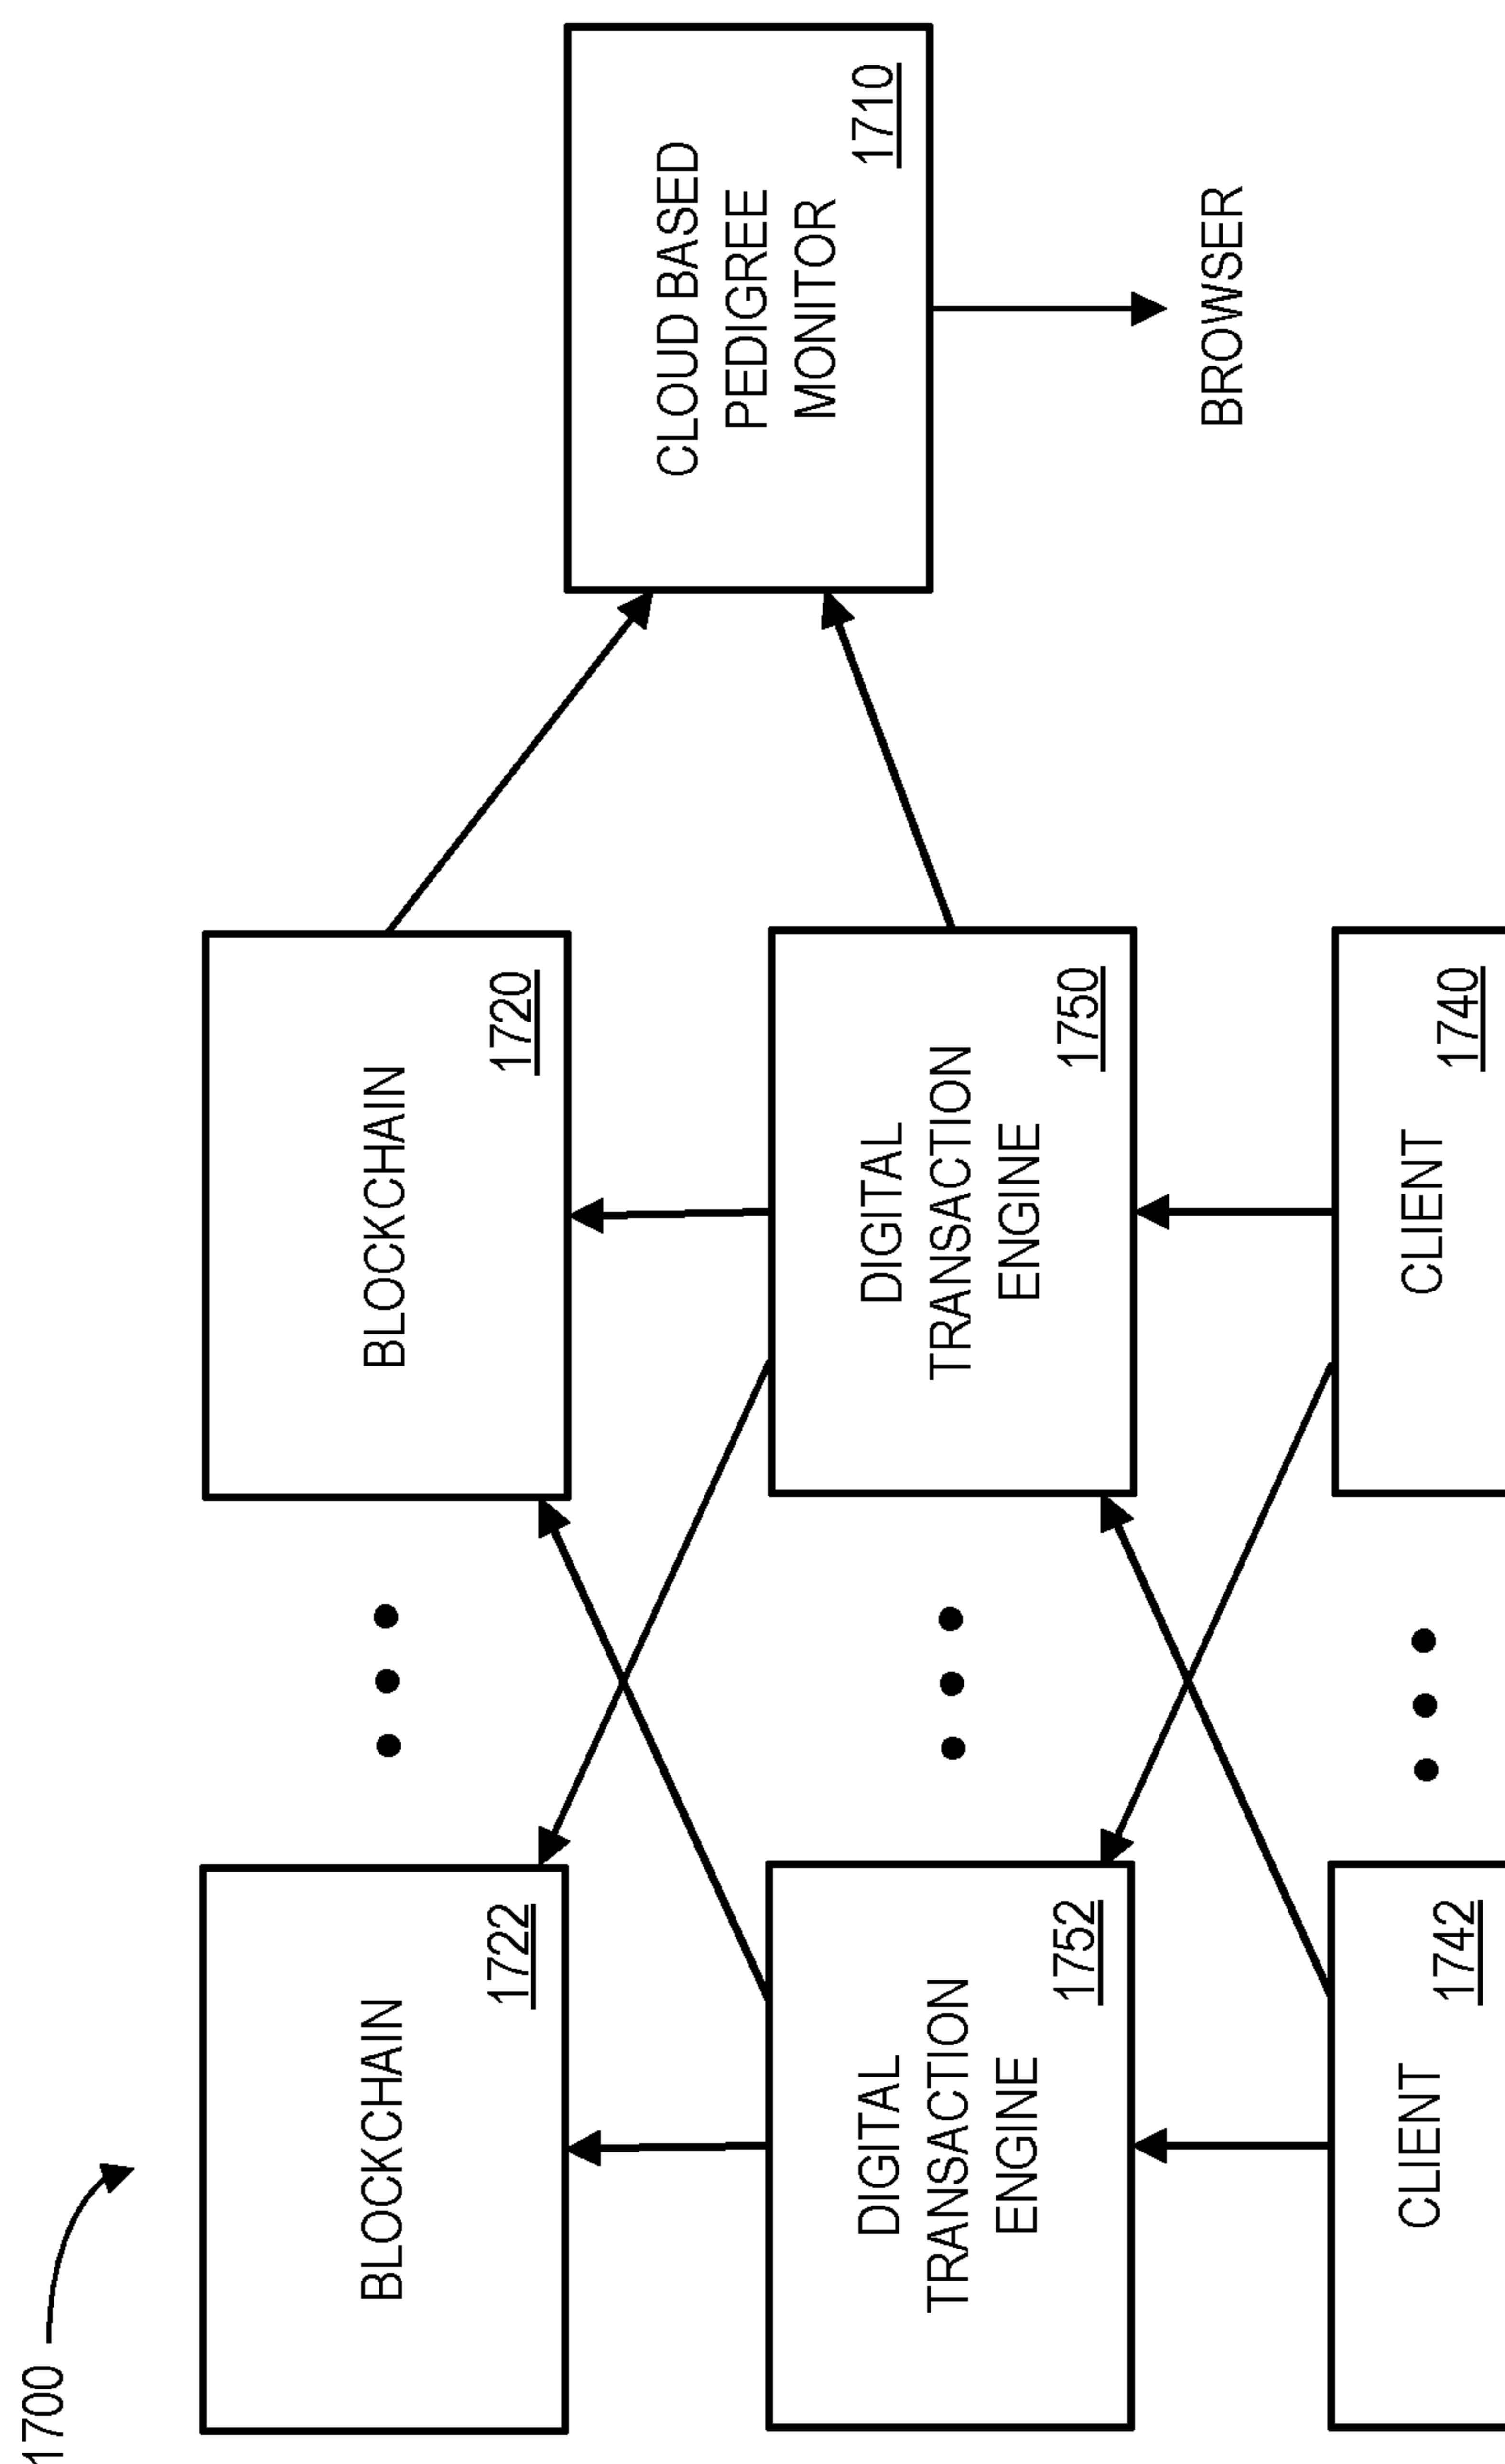 1700
BLOCKCHAIN
1722
BLOCKCHAIN
1720
CLOUD BASED
PEDIGREE
MONITOR
1710
BROWSER
DIGITAL
TRANSACTION
ENGINE
1752
DIGITAL
TRANSACTION
ENGINE
1750
CLIENT
1742
CLIENT
1740